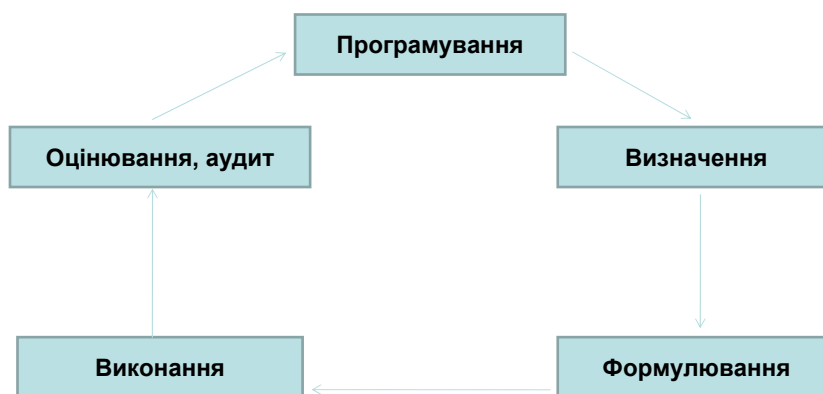 Програмування
Оцінювання, аудит
Визначення
Виконання
Формулювання